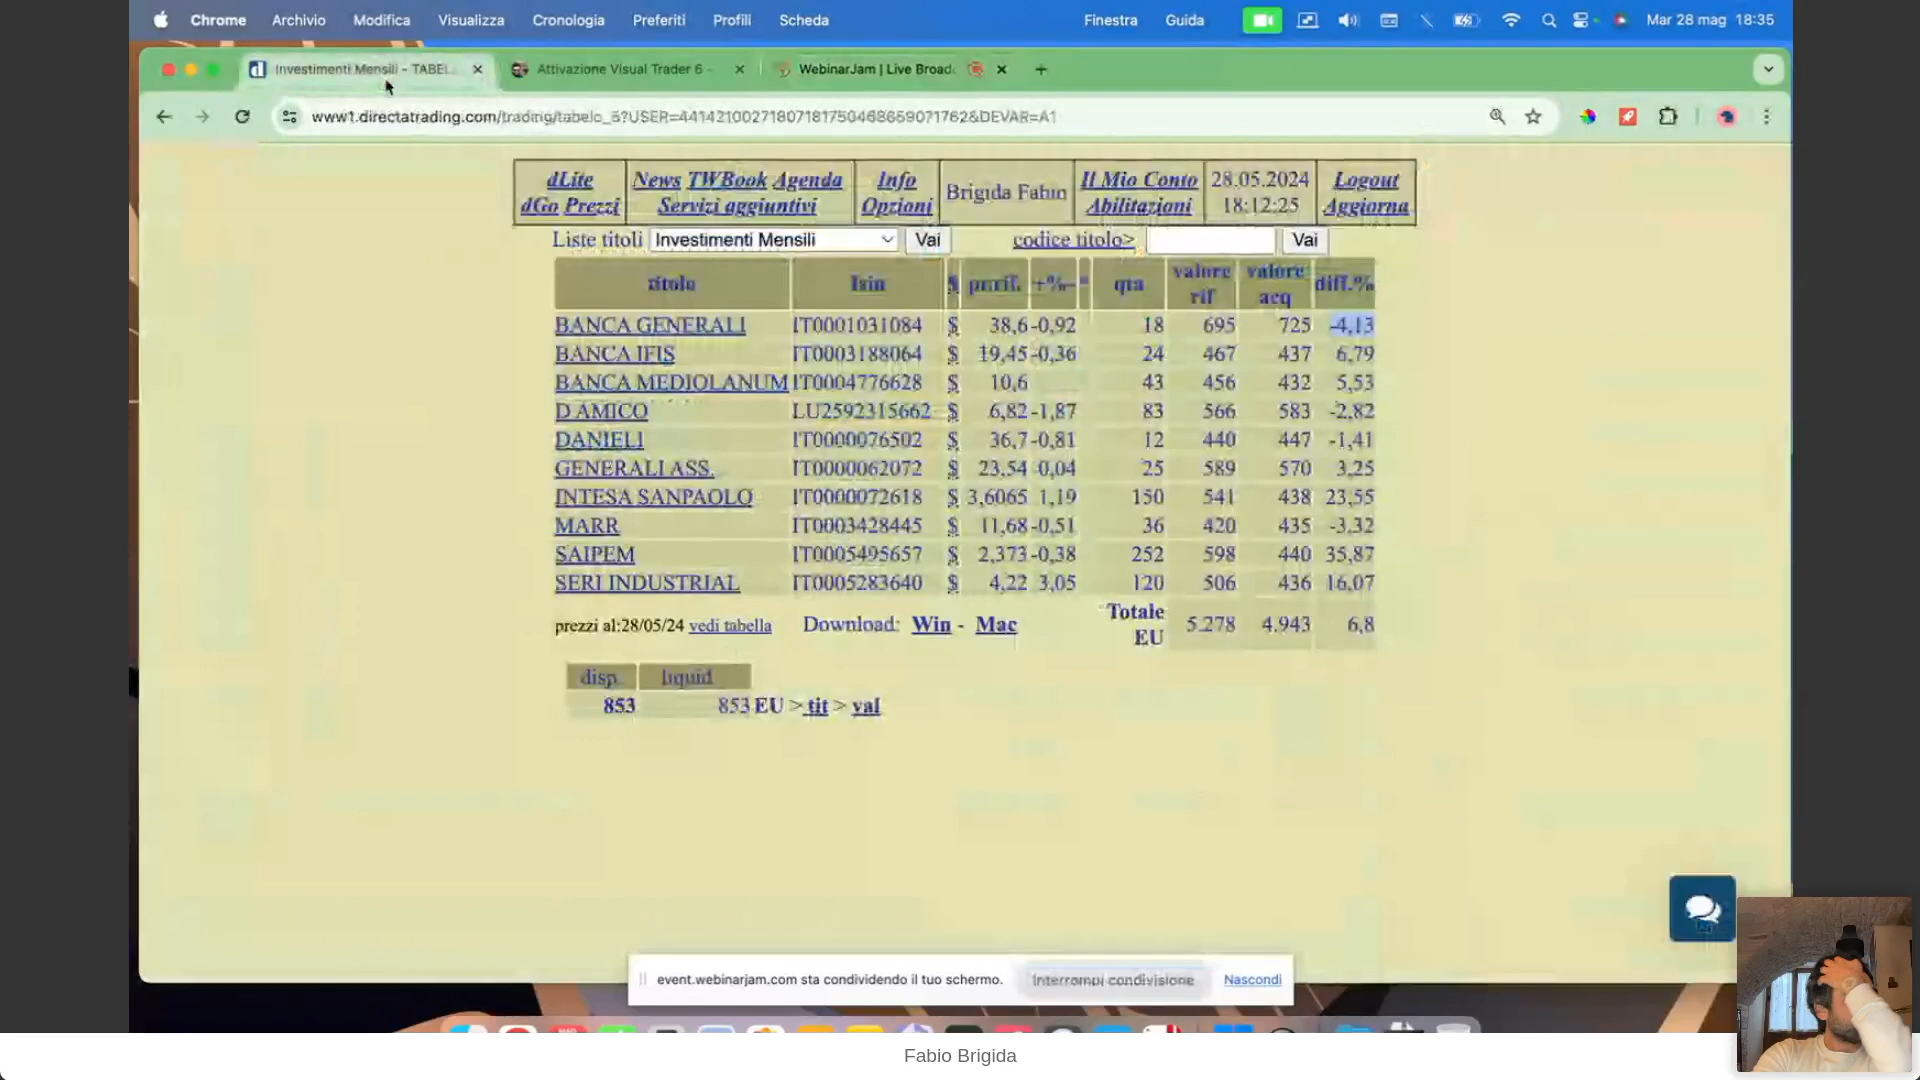 Chrome Archivio Modifica Visualizza Cronologia Preferiti Profili Scheda Finestra Guida Mar 28 mag 18:35
Investimenti Mensili - TABEL Attivazione Visual Trader 6 - WebinarJam | Live Broad
www1.directatrading.com/trading/tabelo_5?USER=44142100271807181750468659071762&DEVAR=A1
dLite News TWBook Agenda Info Brigida Fabio Il Mio Conto 28.05.2024 Logout
dGo Prezzi Servizi aggiuntivi Opzioni Abilitazioni 18:12:25 Aggiorna
Liste titoli Investimenti Mensili Vai codice titolo> Vai
titolo Isin $ pr.rif. +%- * qta valore rif valore acq diff.%
BANCA GENERALI IT0001031084 $ 38,6 -0,92 18 695 725 -4,13
BANCA IFIS IT0003188064 $ 19,45 -0,36 24 467 437 6,79
BANCA MEDIOLANUM IT0004776628 $ 10,6 43 456 432 5,53
D AMICO LU2592315662 $ 6,82 -1,87 83 566 583 -2,82
DANIELI IT0000076502 $ 36,7 -0,81 12 440 447 -1,41
GENERALI ASS. IT0000062072 $ 23,54 -0,04 25 589 570 3,25
INTESA SANPAOLO IT0000072618 $ 3,6065 1,19 150 541 438 23,55
MARR IT0003428445 $ 11,68 -0,51 36 420 435 -3,32
SAIPEM IT0005495657 $ 2,373 -0,38 252 598 440 35,87
SERI INDUSTRIAL IT0005283640 $ 4,22 3,05 120 506 436 16,07
prezzi al:28/05/24 vedi tabella Download: Win - Mac Totale EU 5.278 4.943 6,8
disp. liquid
853 853 EU > tit > val
event.webinarjam.com sta condividendo il tuo schermo. Interrompi condivisione Nascondi
Fabio Brigida